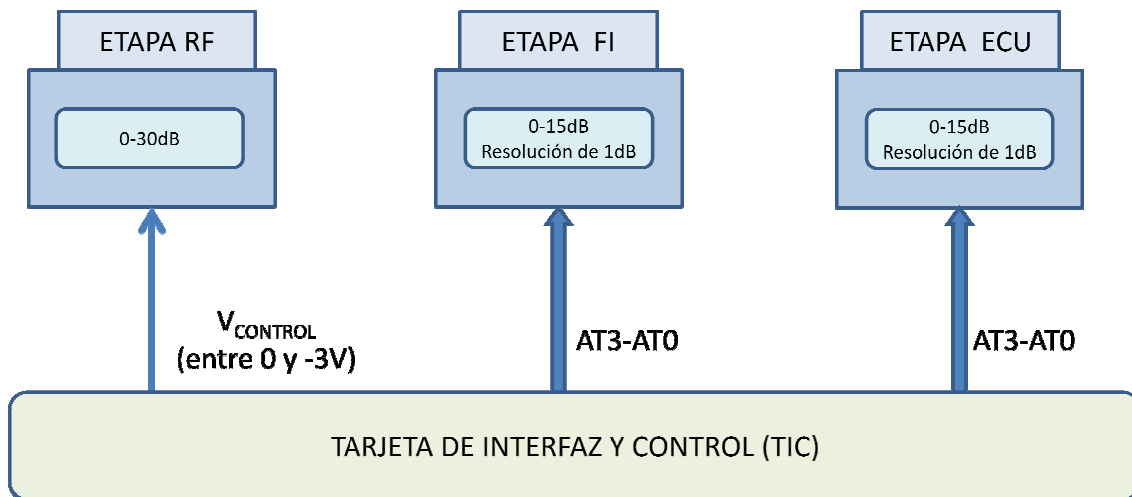 ETAPA RF
ETAPA FI
ETAPA ECU
0-30dB
0-15dB
Resolución de 1dB
0-15dB
Resolución de 1dB
VCONTROL
(entre 0 y -3V)
AT3-AT0
AT3-AT0
TARJETA DE INTERFAZ Y CONTROL (TIC)